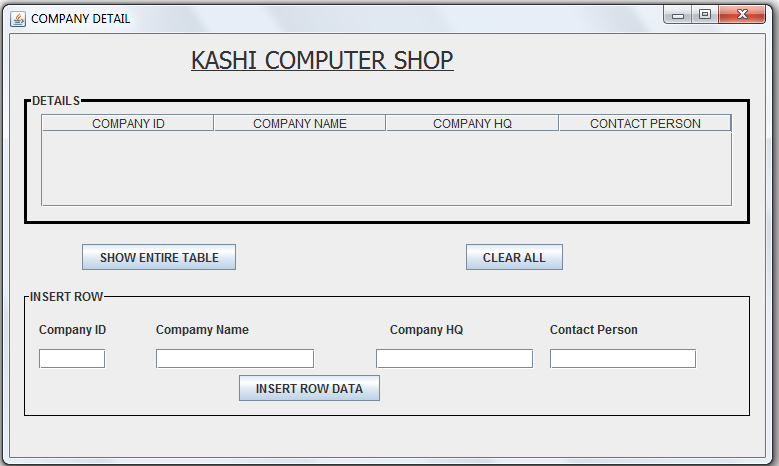 COMPANY DETAIL
KASHI COMPUTER SHOP
DETAILS
COMPANY ID COMPANY NAME COMPANY HQ CONTACT PERSON
SHOW ENTIRE TABLE CLEAR ALL
INSERT ROW
Company ID Compamy Name Company HQ Contact Person
INSERT ROW DATA